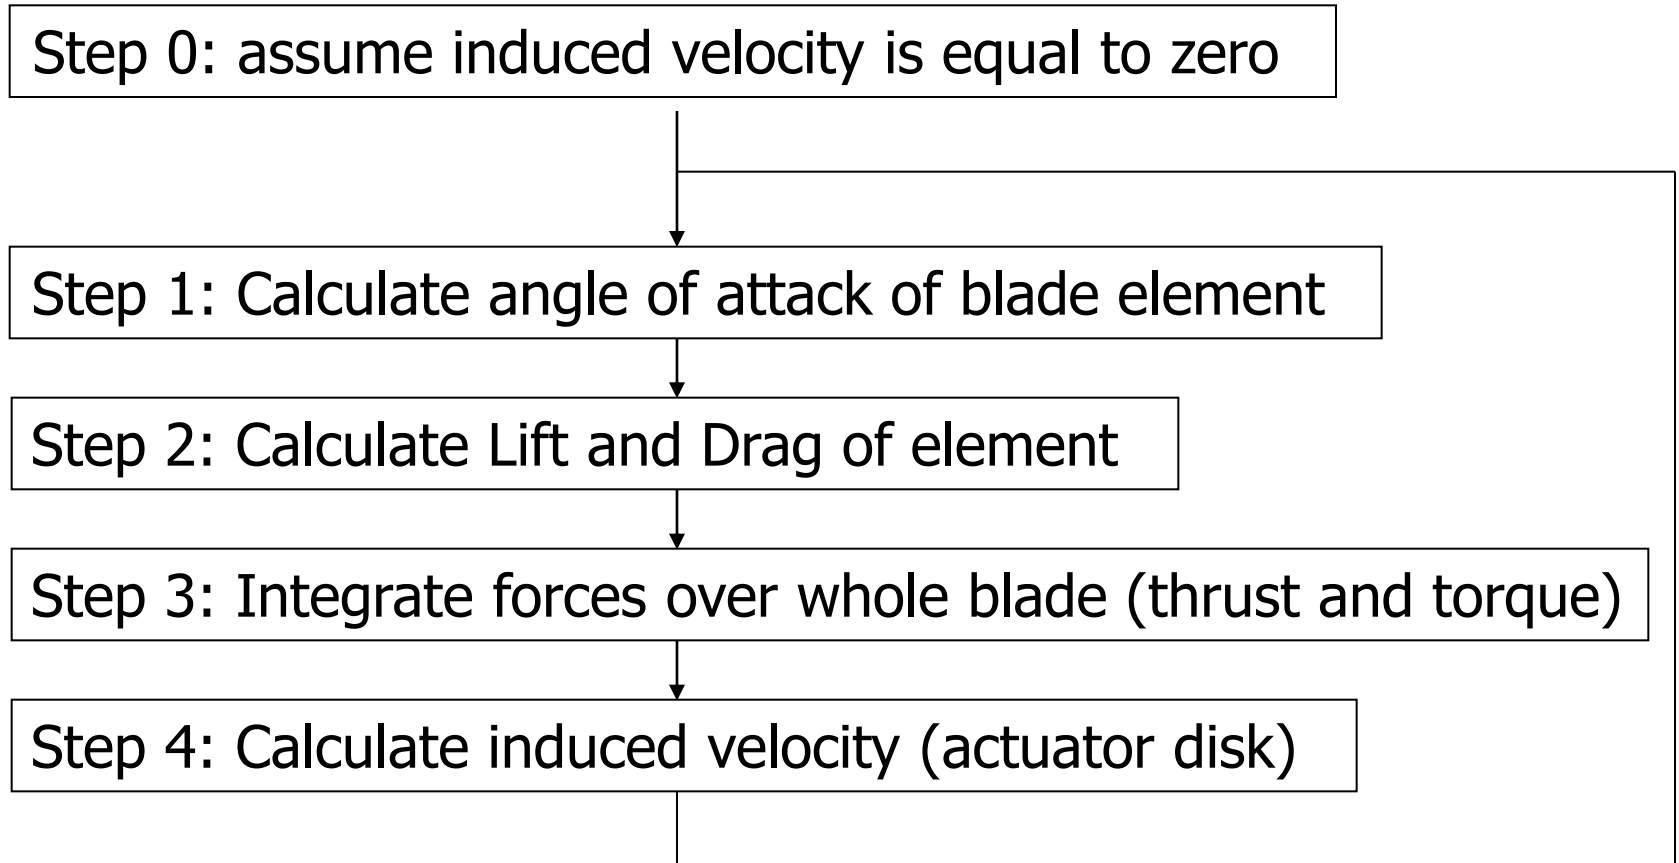 Step 0: assume induced velocity is equal to zero
Step 1: Calculate angle of attack of blade element
Step 2: Calculate Lift and Drag of element
Step 3: Integrate forces over whole blade (thrust and torque)
Step 4: Calculate induced velocity (actuator disk)